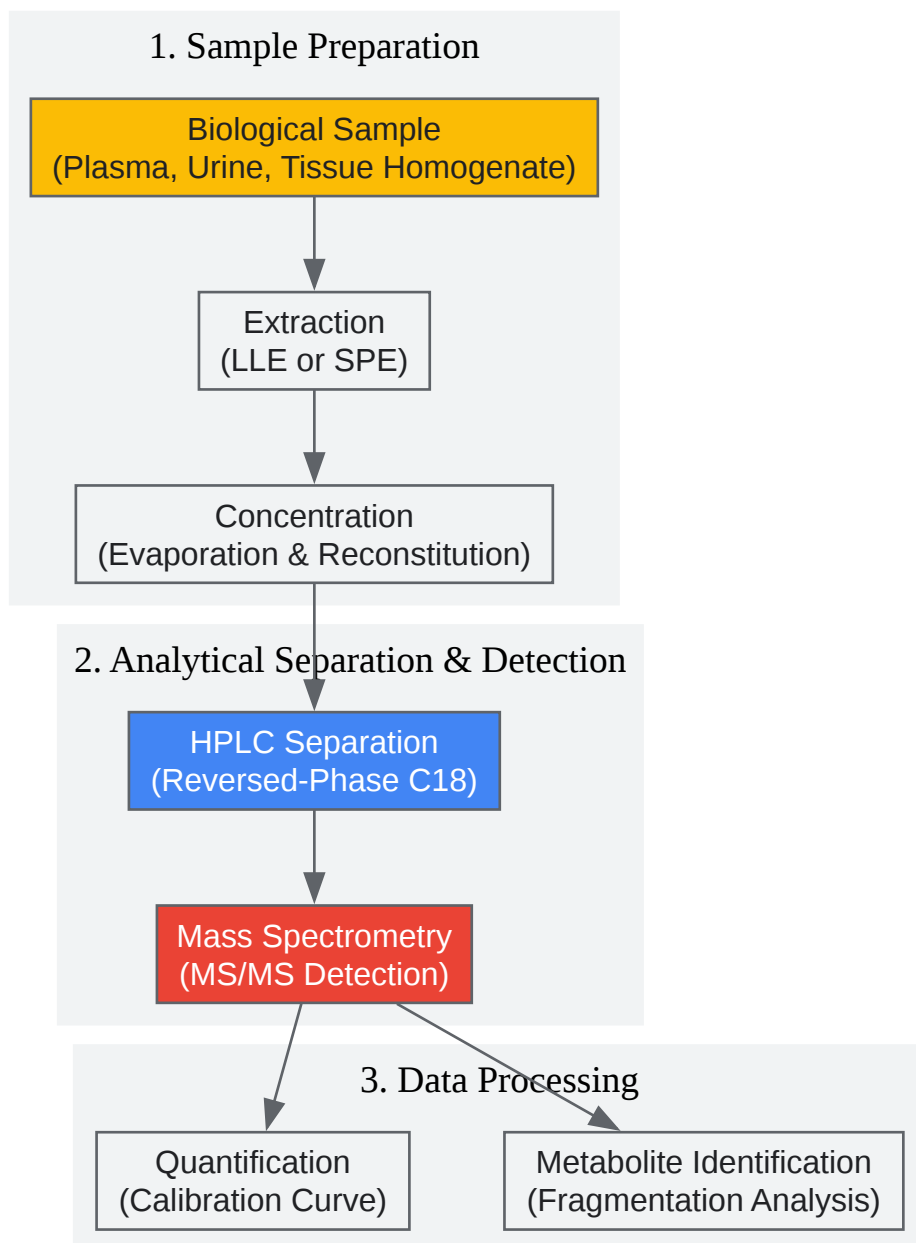 1. Sample Preparation
Biological Sample
(Plasma, Urine, Tissue Homogenate)
Extraction
(LLE or SPE)
Concentration
(Evaporation & Reconstitution)
2. Analytical Separation & Detection
HPLC Separation
(Reversed-Phase C18)
Mass Spectrometry
(MS/MS Detection)
3. Data Processing
Quantification
(Calibration Curve)
Metabolite Identification
(Fragmentation Analysis)